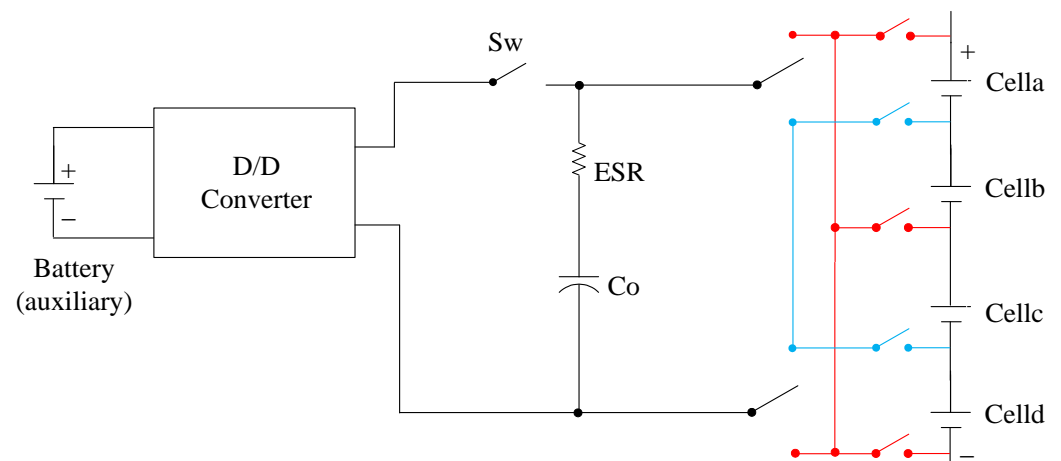 Sw
+
Cella
D/D
Converter
+
−
ESR
Cellb
Battery
(auxiliary)
Co
Cellc
Celld
−